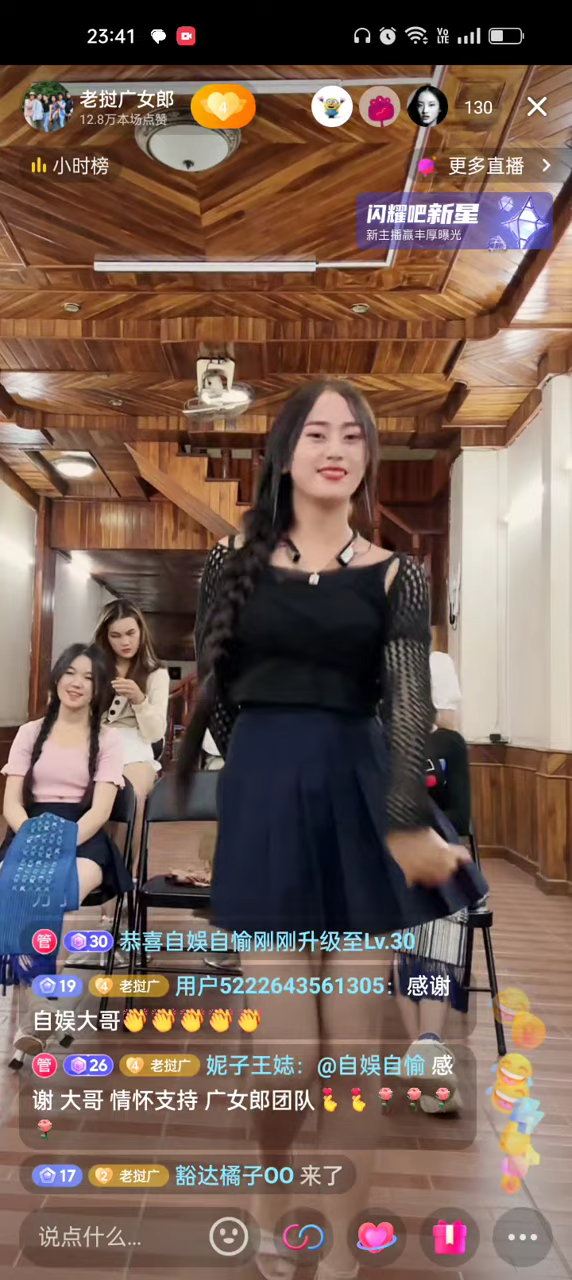 23:41
Vo
LTE
老挝广女郎
12.8万本场点赞
4
130
小时榜
更多直播
闪耀吧新星
新主播赢丰厚曝光
管 30 恭喜自娱自愉刚刚升级至Lv.30
19 4 老挝广 用户5222643561305：感谢
自娱大哥👏👏👏👏👏
管 26 4 老挝广 妮子王娡：@自娱自愉 感
谢 大哥 情怀支持 广女郎团队🫰🫰🌹🌹🌹
🌹
17 2 老挝广 豁达橘子OO 来了
说点什么...